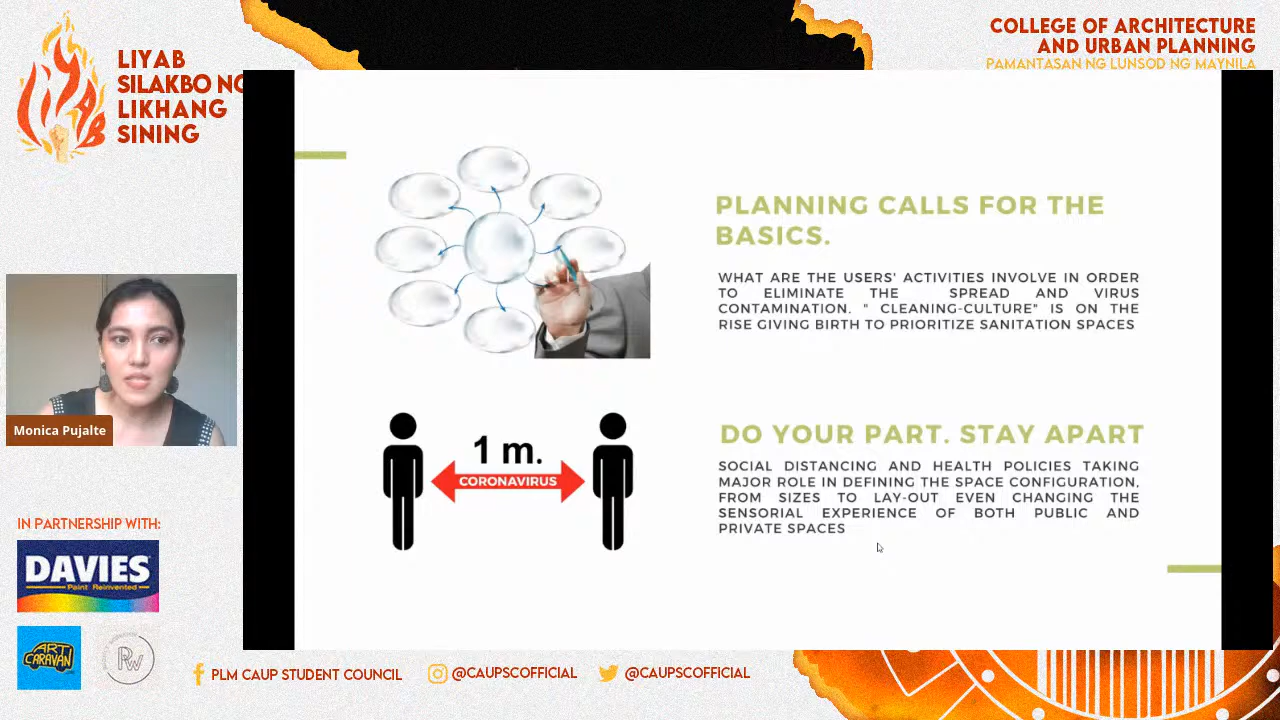 LIYAB
SILAKBO NG
LIKHANG
SINING
COLLEGE OF ARCHITECTURE
AND URBAN PLANNING
PAMANTASAN NG LUNSOD NG MAYNILA
PLANNING CALLS FOR THE
BASICS.
WHAT ARE THE USERS' ACTIVITIES INVOLVE IN ORDER
TO ELIMINATE THE SPREAD AND VIRUS
CONTAMINATION. " CLEANING-CULTURE" IS ON THE
RISE GIVING BIRTH TO PRIORITIZE SANITATION SPACES
1 m.
CORONAVIRUS
DO YOUR PART. STAY APART
SOCIAL DISTANCING AND HEALTH POLICIES TAKING
MAJOR ROLE IN DEFINING THE SPACE CONFIGURATION.
FROM SIZES TO LAY-OUT EVEN CHANGING THE
SENSORIAL EXPERIENCE OF BOTH PUBLIC AND
PRIVATE SPACES
Monica Pujalte
IN PARTNERSHIP WITH:
DAVIES
Paint Reinvented
ART
CARAVAN
PW
PLM CAUP STUDENT COUNCIL
@CAUPSCOFFICIAL
@CAUPSCOFFICIAL